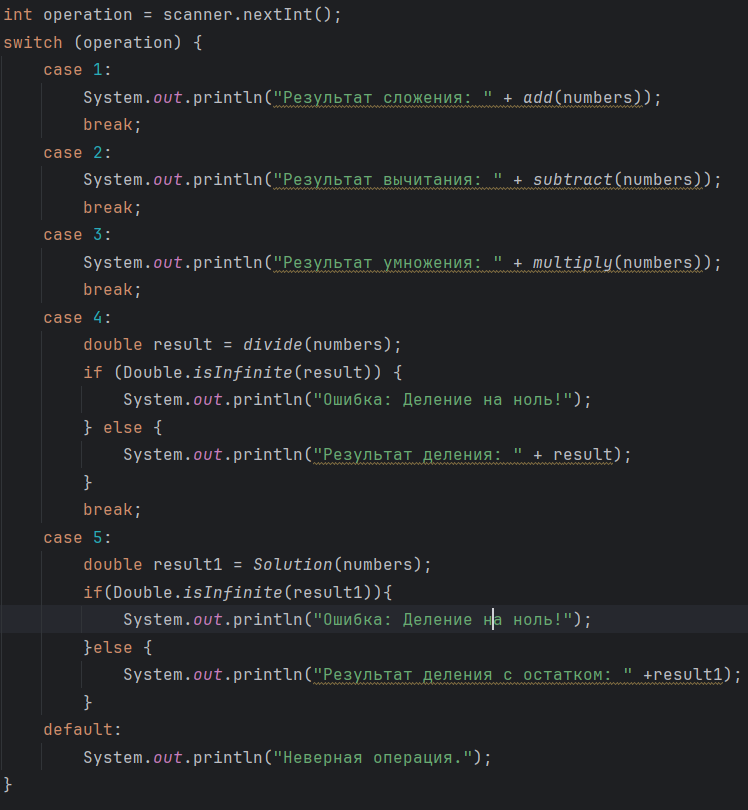 int operation = scanner.nextInt();
switch (operation) {
    case 1:
        System.out.println("Результат сложения: " + add(numbers));
        break;
    case 2:
        System.out.println("Результат вычитания: " + subtract(numbers));
        break;
    case 3:
        System.out.println("Результат умножения: " + multiply(numbers));
        break;
    case 4:
        double result = divide(numbers);
        if (Double.isInfinite(result)) {
            System.out.println("Ошибка: Деление на ноль!");
        } else {
            System.out.println("Результат деления: " + result);
        }
        break;
    case 5:
        double result1 = Solution(numbers);
        if(Double.isInfinite(result1)){
            System.out.println("Ошибка: Деление на ноль!");
        }else {
            System.out.println("Результат деления с остатком: " +result1);
        }
    default:
        System.out.println("Неверная операция.");
}